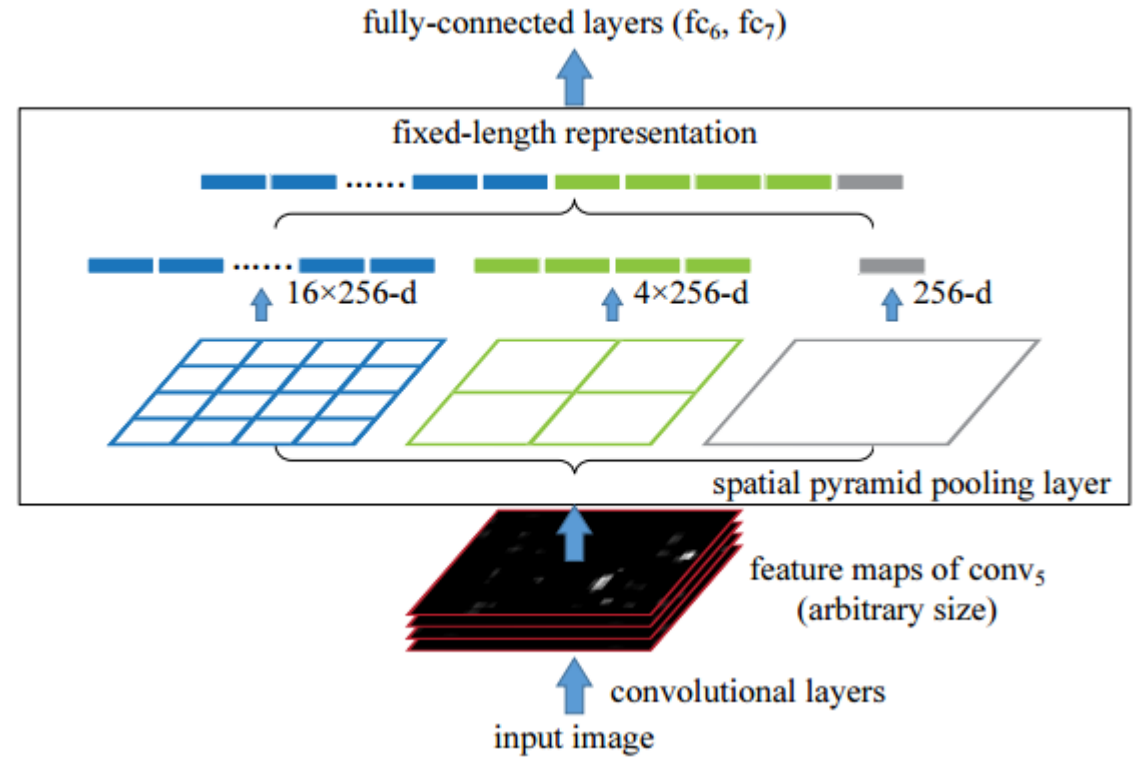 fully-connected layers (fc₆, fc₇)
fixed-length representation
......
......
16×256-d
4×256-d
256-d
spatial pyramid pooling layer
feature maps of conv₅
(arbitrary size)
convolutional layers
input image